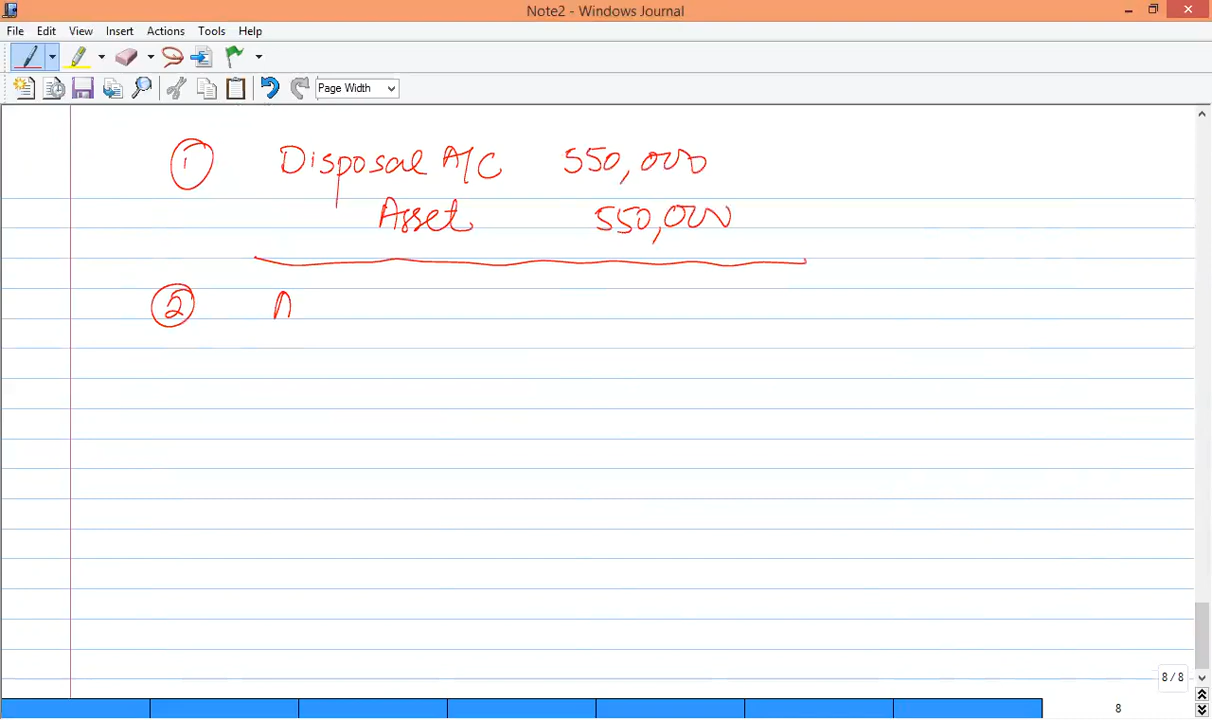 Note2 - Windows Journal
File Edit View Insert Actions Tools Help
Page Width
① Disposal A/C 550,000
Asset 550,000
②
8 / 8
8